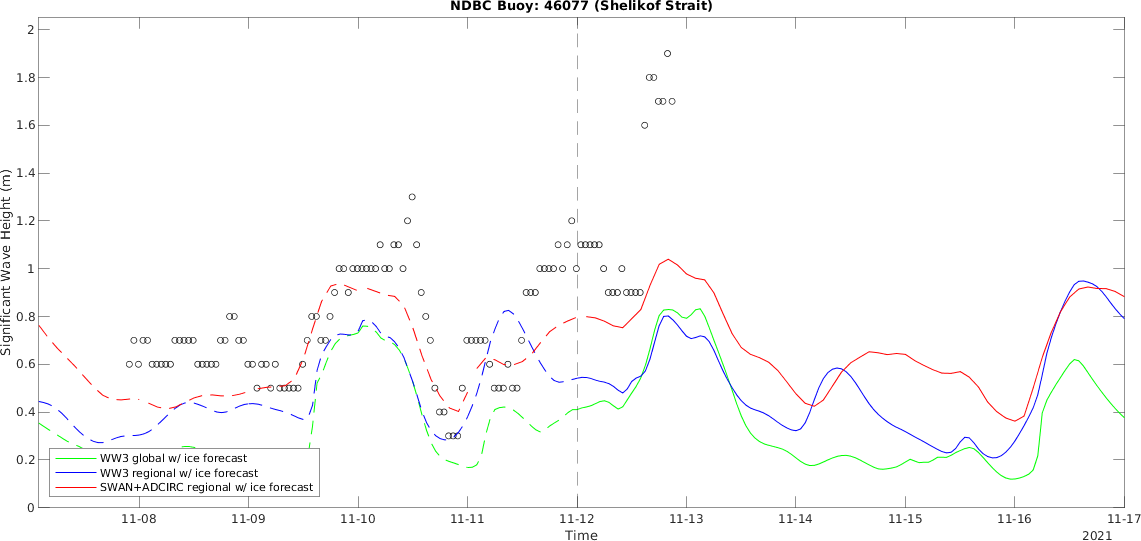 NDBC Buoy: 46077 (Shelikof Strait)
Significant Wave Height (m)
2
1.8
1.6
1.4
1.2
1
0.8
0.6
0.4
0.2
0
WW3 global w/ ice forecast
WW3 regional w/ ice forecast
SWAN+ADCIRC regional w/ ice forecast
11-08 11-09 11-10 11-11 11-12 11-13 11-14 11-15 11-16 11-17
Time
2021